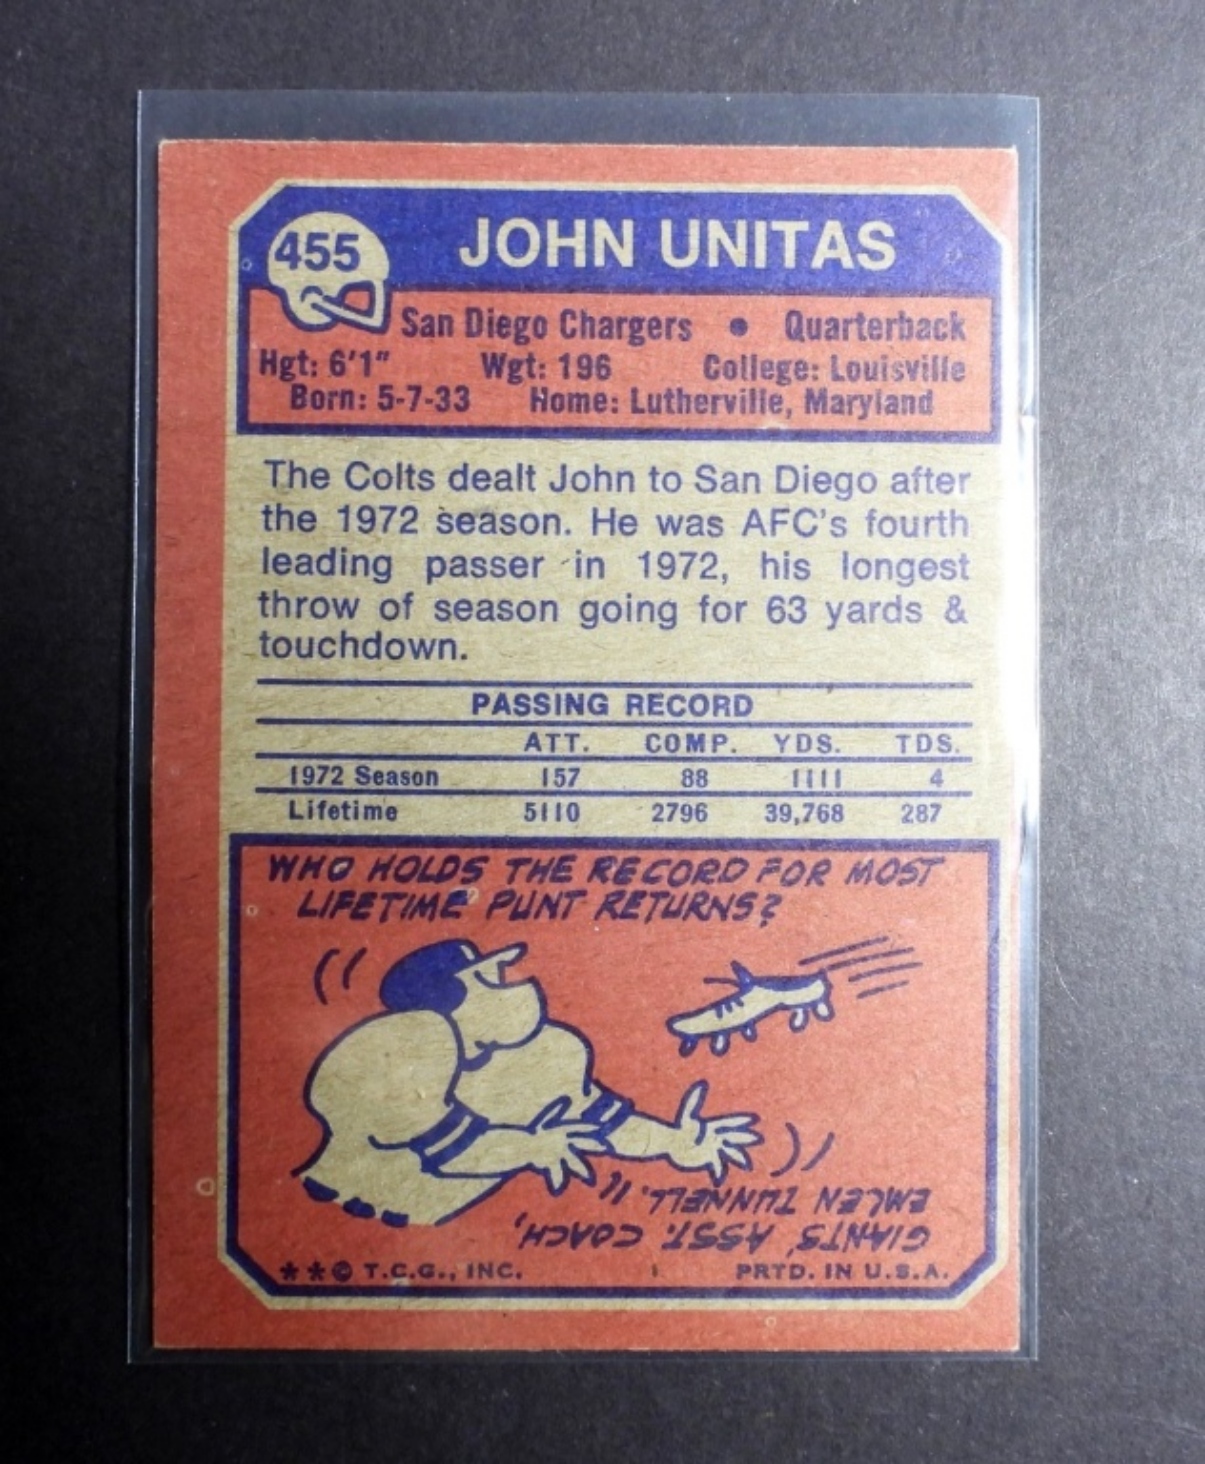 455
JOHN UNITAS
San Diego Chargers • Quarterback
Hgt: 6'1" Wgt: 196 College: Louisville
Born: 5-7-33 Home: Lutherville, Maryland
The Colts dealt John to San Diego after
the 1972 season. He was AFC's fourth
leading passer in 1972, his longest
throw of season going for 63 yards &
touchdown.
PASSING RECORD
ATT. COMP. YDS. TDS.
1972 Season 157 88 1111 4
Lifetime 5110 2796 39,768 287
WHO HOLDS THE RECORD FOR MOST
LIFETIME PUNT RETURNS?
GIANTS' ASST. COACH,
EMLEN TUNNELL.
**© T.C.G., INC. PRTD. IN U.S.A.